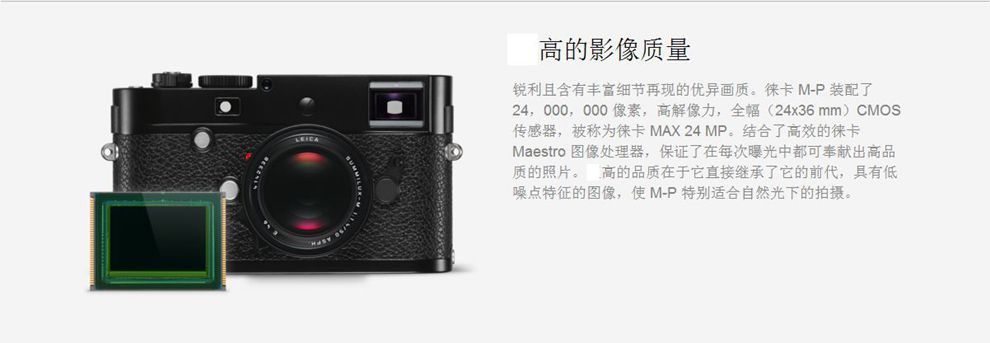 高的影像质量
锐利且含有丰富细节再现的优异画质。徕卡 M-P 装配了
24，000，000 像素，高解像力，全幅（24x36 mm）CMOS
传感器，被称为徕卡 MAX 24 MP。结合了高效的徕卡
Maestro 图像处理器，保证了在每次曝光中都可奉献出高品
质的照片。 高的品质在于它直接继承了它的前代，具有低
噪点特征的图像，使 M-P 特别适合自然光下的拍摄。
LEICA
SUMMILUX-M 1:1.4/50 ASPH.
E 46
4142338